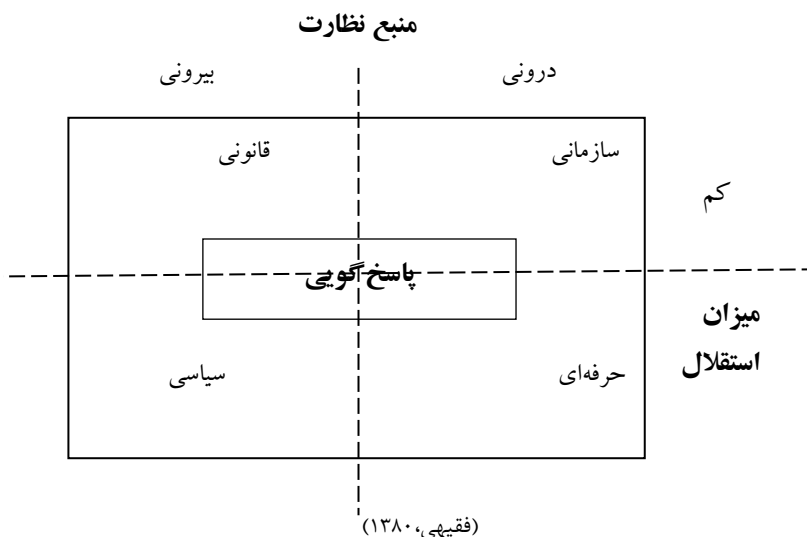 منبع نظارت
درونی بیرونی
سازمانی قانونی
کم
پاسخ‌گویی
میزان
استقلال
حرفه‌ای سیاسی
(فقیهی، ۱۳۸۰)